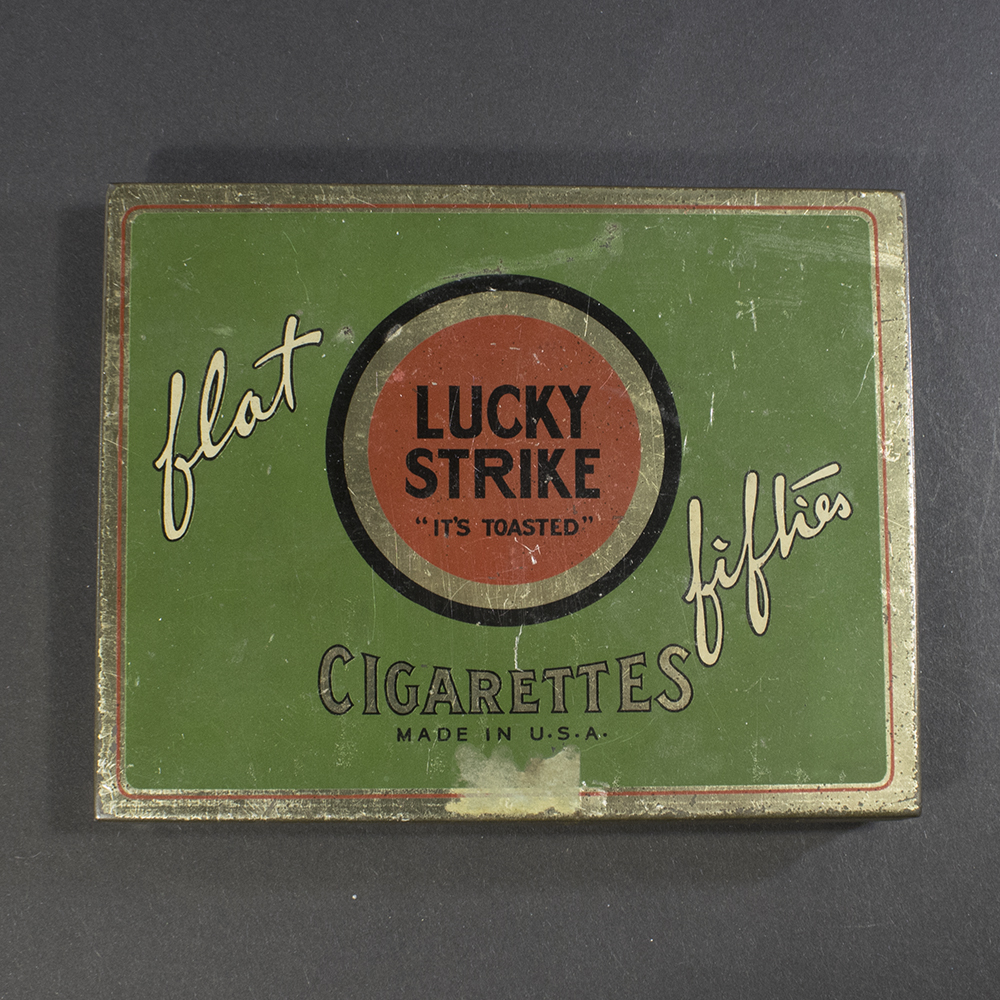 flat
LUCKY
STRIKE
"IT'S TOASTED"
fifties
CIGARETTES
MADE IN U.S.A.